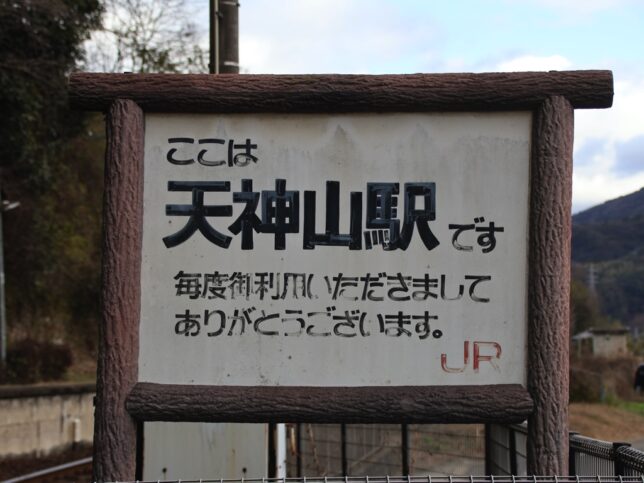 ここは
天神山駅です
毎度御利用いただきまして
ありがとうございます。
JR